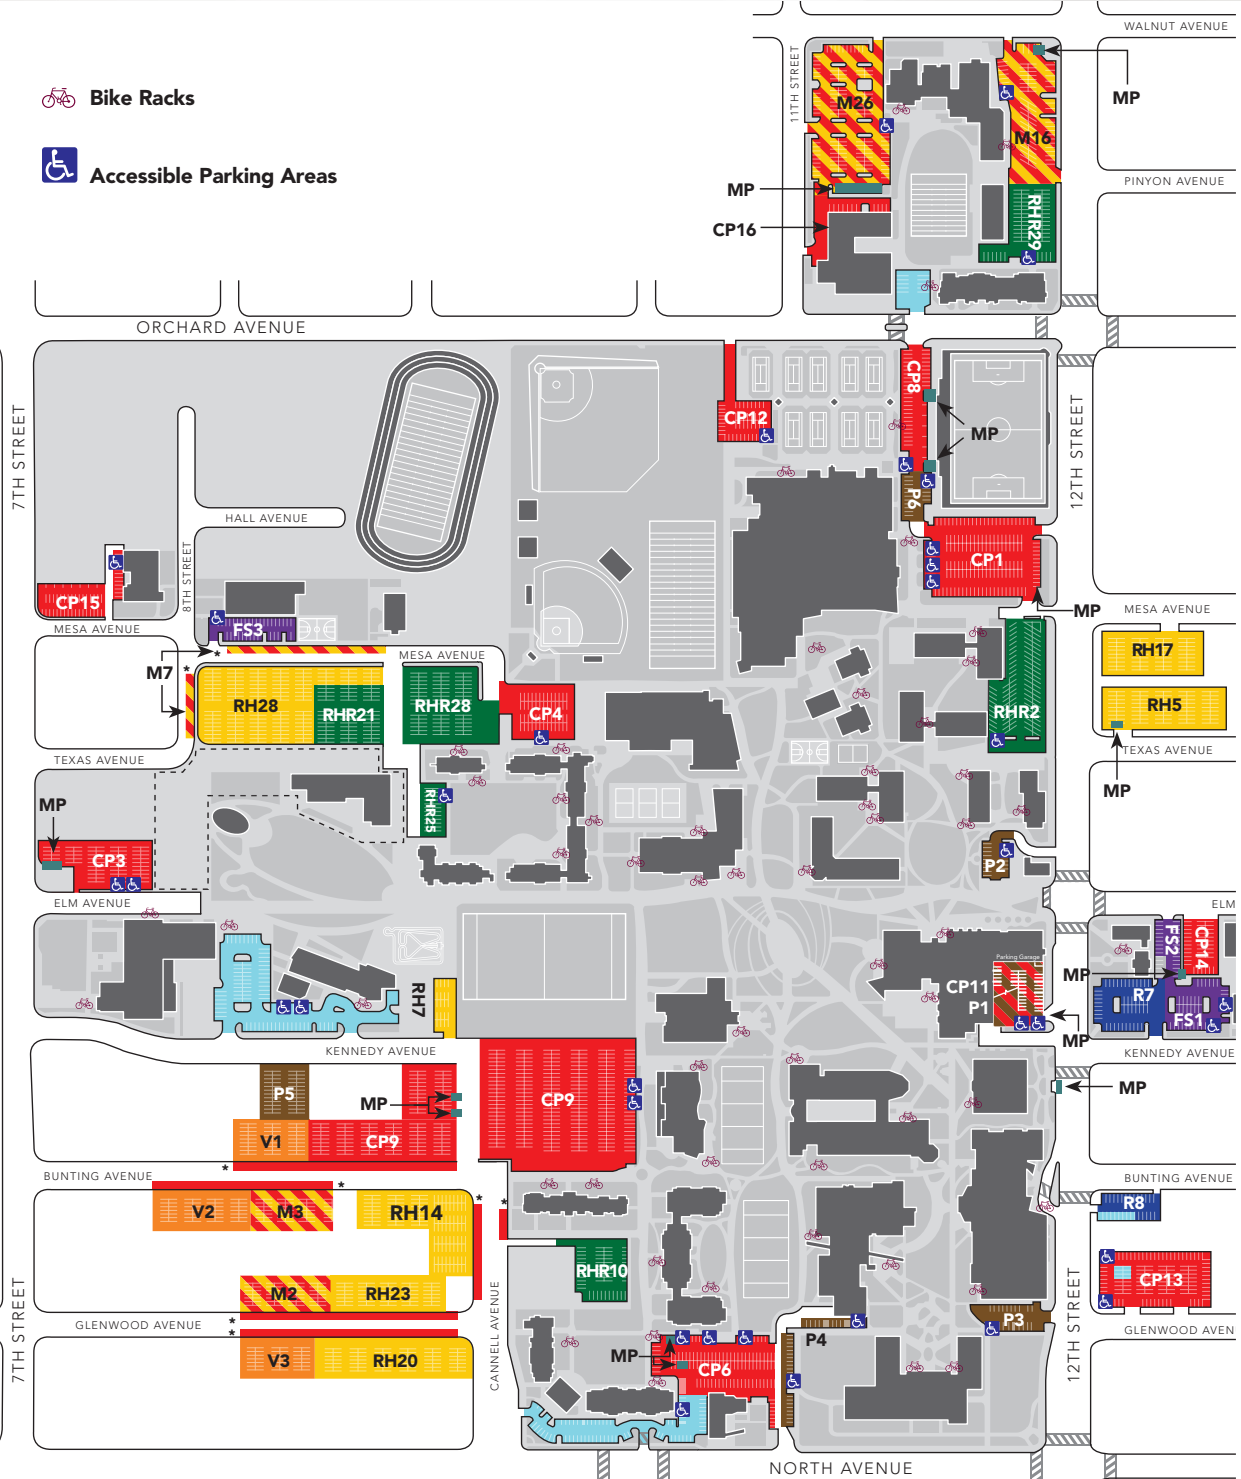 WALNUT AVENUE
11TH STREET
Bike Racks
MP
M26
M16
Accessible Parking Areas
MP
PINYON AVENUE
CP16
RHR29
ORCHARD AVENUE
7TH STREET
CP8
CP12
MP
12TH STREET
P6
HALL AVENUE
8TH STREET
CP1
CP15
MESA AVENUE
FS3
MP
MESA AVENUE
*
MESA AVENUE
RH17
M7
*
RH28
RHR21
RHR28
CP4
RHR2
RH5
TEXAS AVENUE
TEXAS AVENUE
MP
RHR25
MP
CP3
P2
ELM AVENUE
ELM
FS2
CP14
Parking Garage
MP
RH7
CP11
P1
R7
FS1
MP
KENNEDY AVENUE
KENNEDY AVENUE
P5
MP
CP9
MP
V1
CP9
*
BUNTING AVENUE
BUNTING AVENUE
*
*
*
V2
M3
RH14
R8
RHR10
CP13
M2
RH23
7TH STREET
CANNELL AVENUE
12TH STREET
GLENWOOD AVENUE
*
*
P3
GLENWOOD AVEN
P4
V3
RH20
MP
CP6
NORTH AVENUE